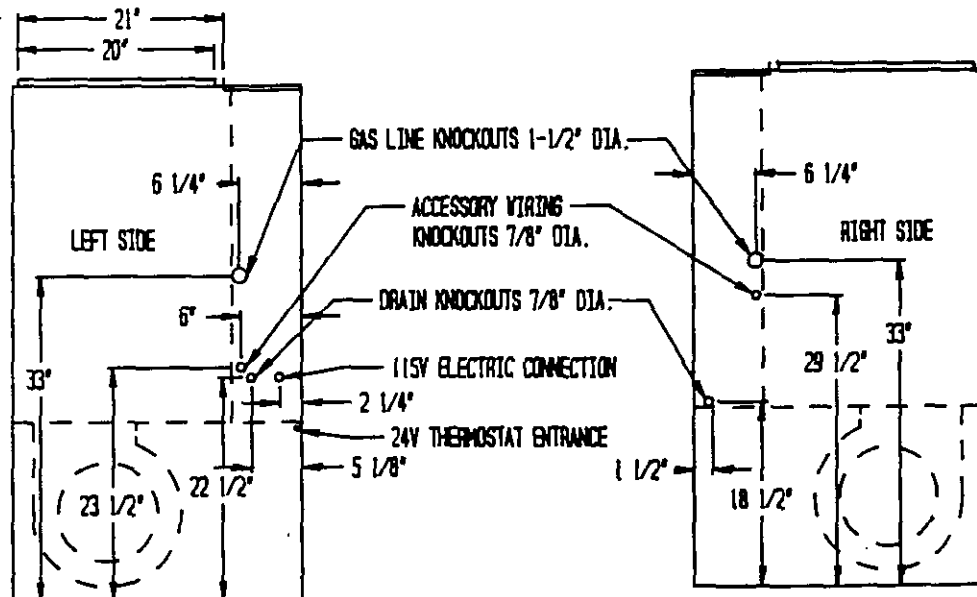 21"
20"
GAS LINE KNOCKOUTS 1-1/2" DIA.
6 1/4"
6 1/4"
ACCESSORY WIRING
KNOCKOUTS 7/8" DIA.
LEFT SIDE
RIGHT SIDE
DRAIN KNOCKOUTS 7/8" DIA.
6"
33"
33"
29 1/2"
115V ELECTRIC CONNECTION
2 1/4"
24V THERMOSTAT ENTRANCE
5 1/8"
22 1/2"
23 1/2"
1 1/2"
18 1/2"